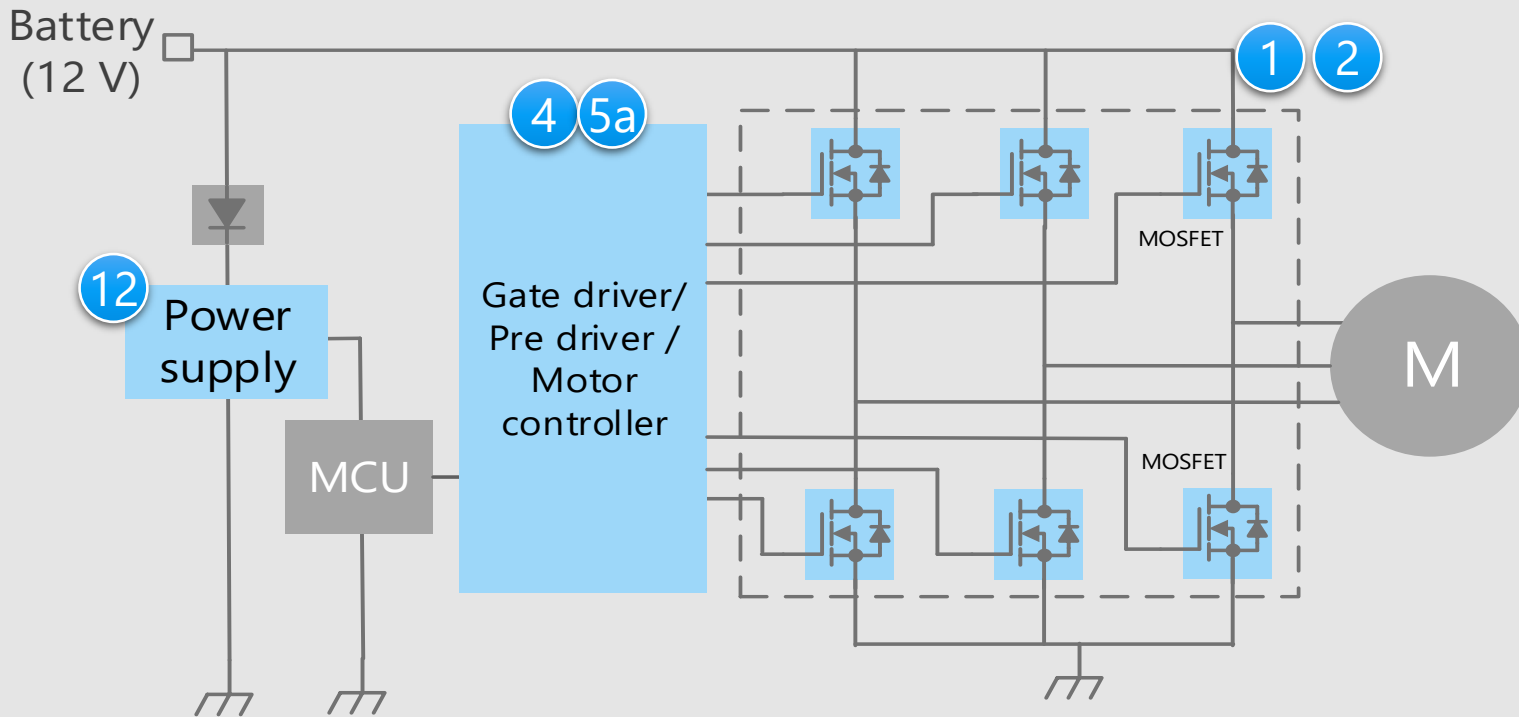 Battery
(12 V)
1 2
4 5a
MOSFET
12
Power
supply
Gate driver/
Pre driver /
Motor
controller
M
MCU
MOSFET